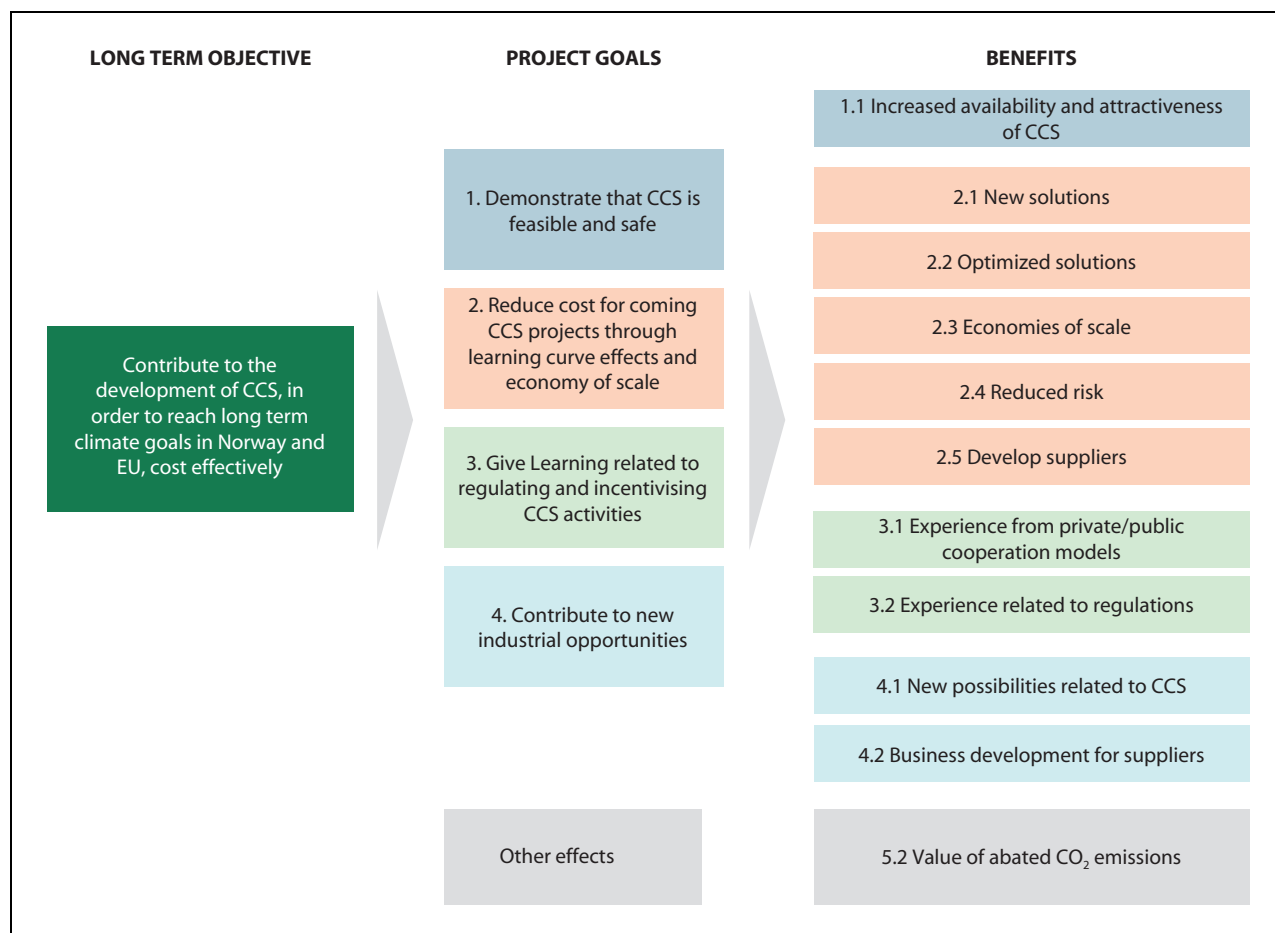 LONG TERM OBJECTIVE
PROJECT GOALS
BENEFITS
Contribute to the
development of CCS, in
order to reach long term
climate goals in Norway and
EU, cost effectively
1. Demonstrate that CCS is
feasible and safe
2. Reduce cost for coming
CCS projects through
learning curve effects and
economy of scale
3. Give Learning related to
regulating and incentivising
CCS activities
4. Contribute to new
industrial opportunities
Other effects
1.1 Increased availability and attractiveness
of CCS
2.1 New solutions
2.2 Optimized solutions
2.3 Economies of scale
2.4 Reduced risk
2.5 Develop suppliers
3.1 Experience from private/public
cooperation models
3.2 Experience related to regulations
4.1 New possibilities related to CCS
4.2 Business development for suppliers
5.2 Value of abated CO₂ emissions